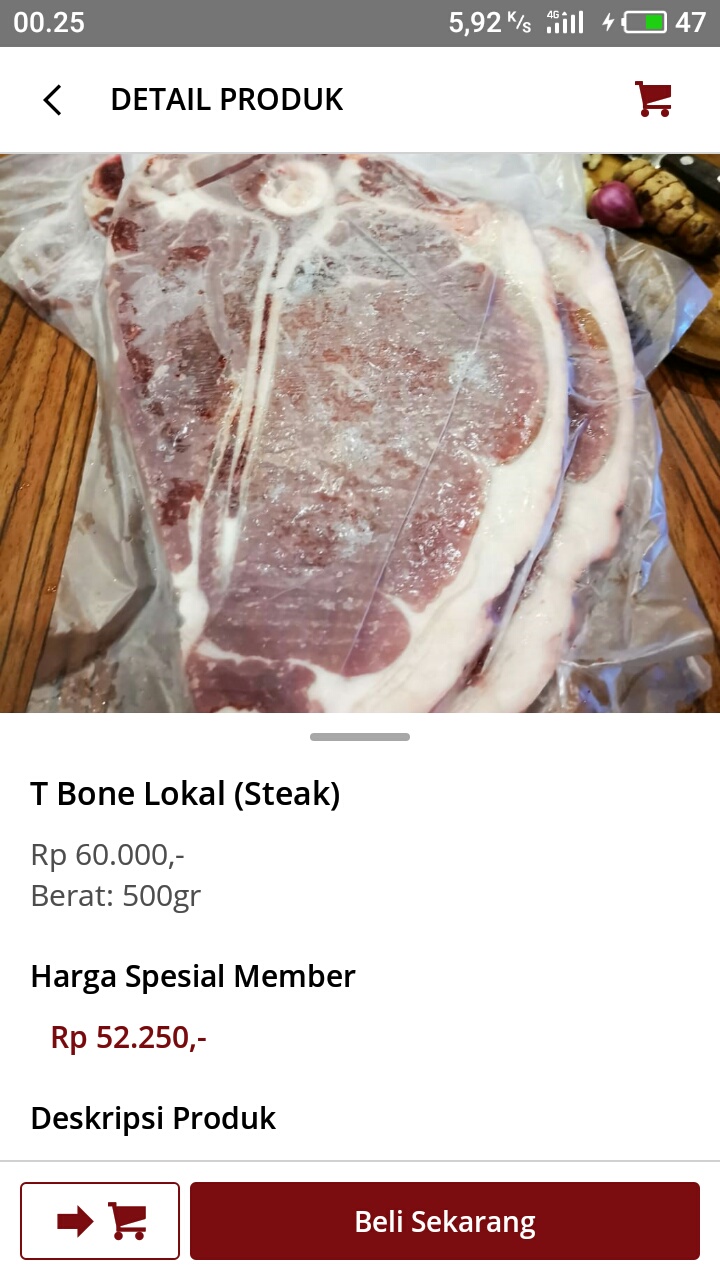 00.25
5,92 K/s 4G 47
DETAIL PRODUK
T Bone Lokal (Steak)
Rp 60.000,-
Berat: 500gr
Harga Spesial Member
Rp 52.250,-
Deskripsi Produk
Beli Sekarang